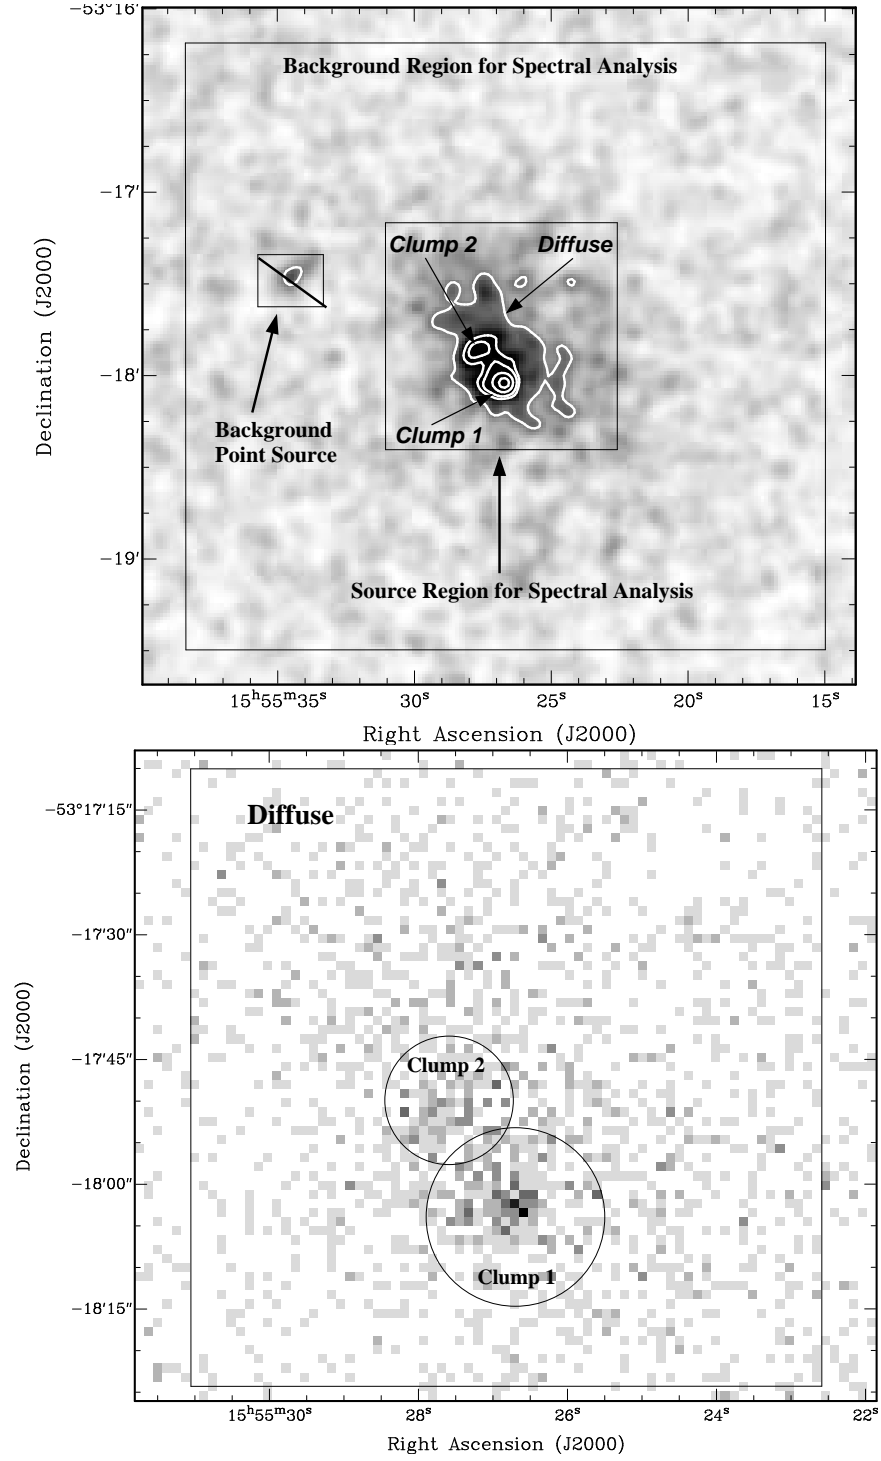 −53°16′
Background Region for Spectral Analysis
−17′
Clump 2
Diffuse
Declination (J2000)
−18′
Background
Point Source
Clump 1
−19′
Source Region for Spectral Analysis
15ʰ55ᵐ35ˢ
30ˢ
25ˢ
20ˢ
15ˢ
Right Ascension (J2000)
−53°17′15″
Diffuse
−17′30″
−17′45″
Clump 2
Declination (J2000)
−18′00″
Clump 1
−18′15″
15ʰ55ᵐ30ˢ
28ˢ
26ˢ
24ˢ
22ˢ
Right Ascension (J2000)